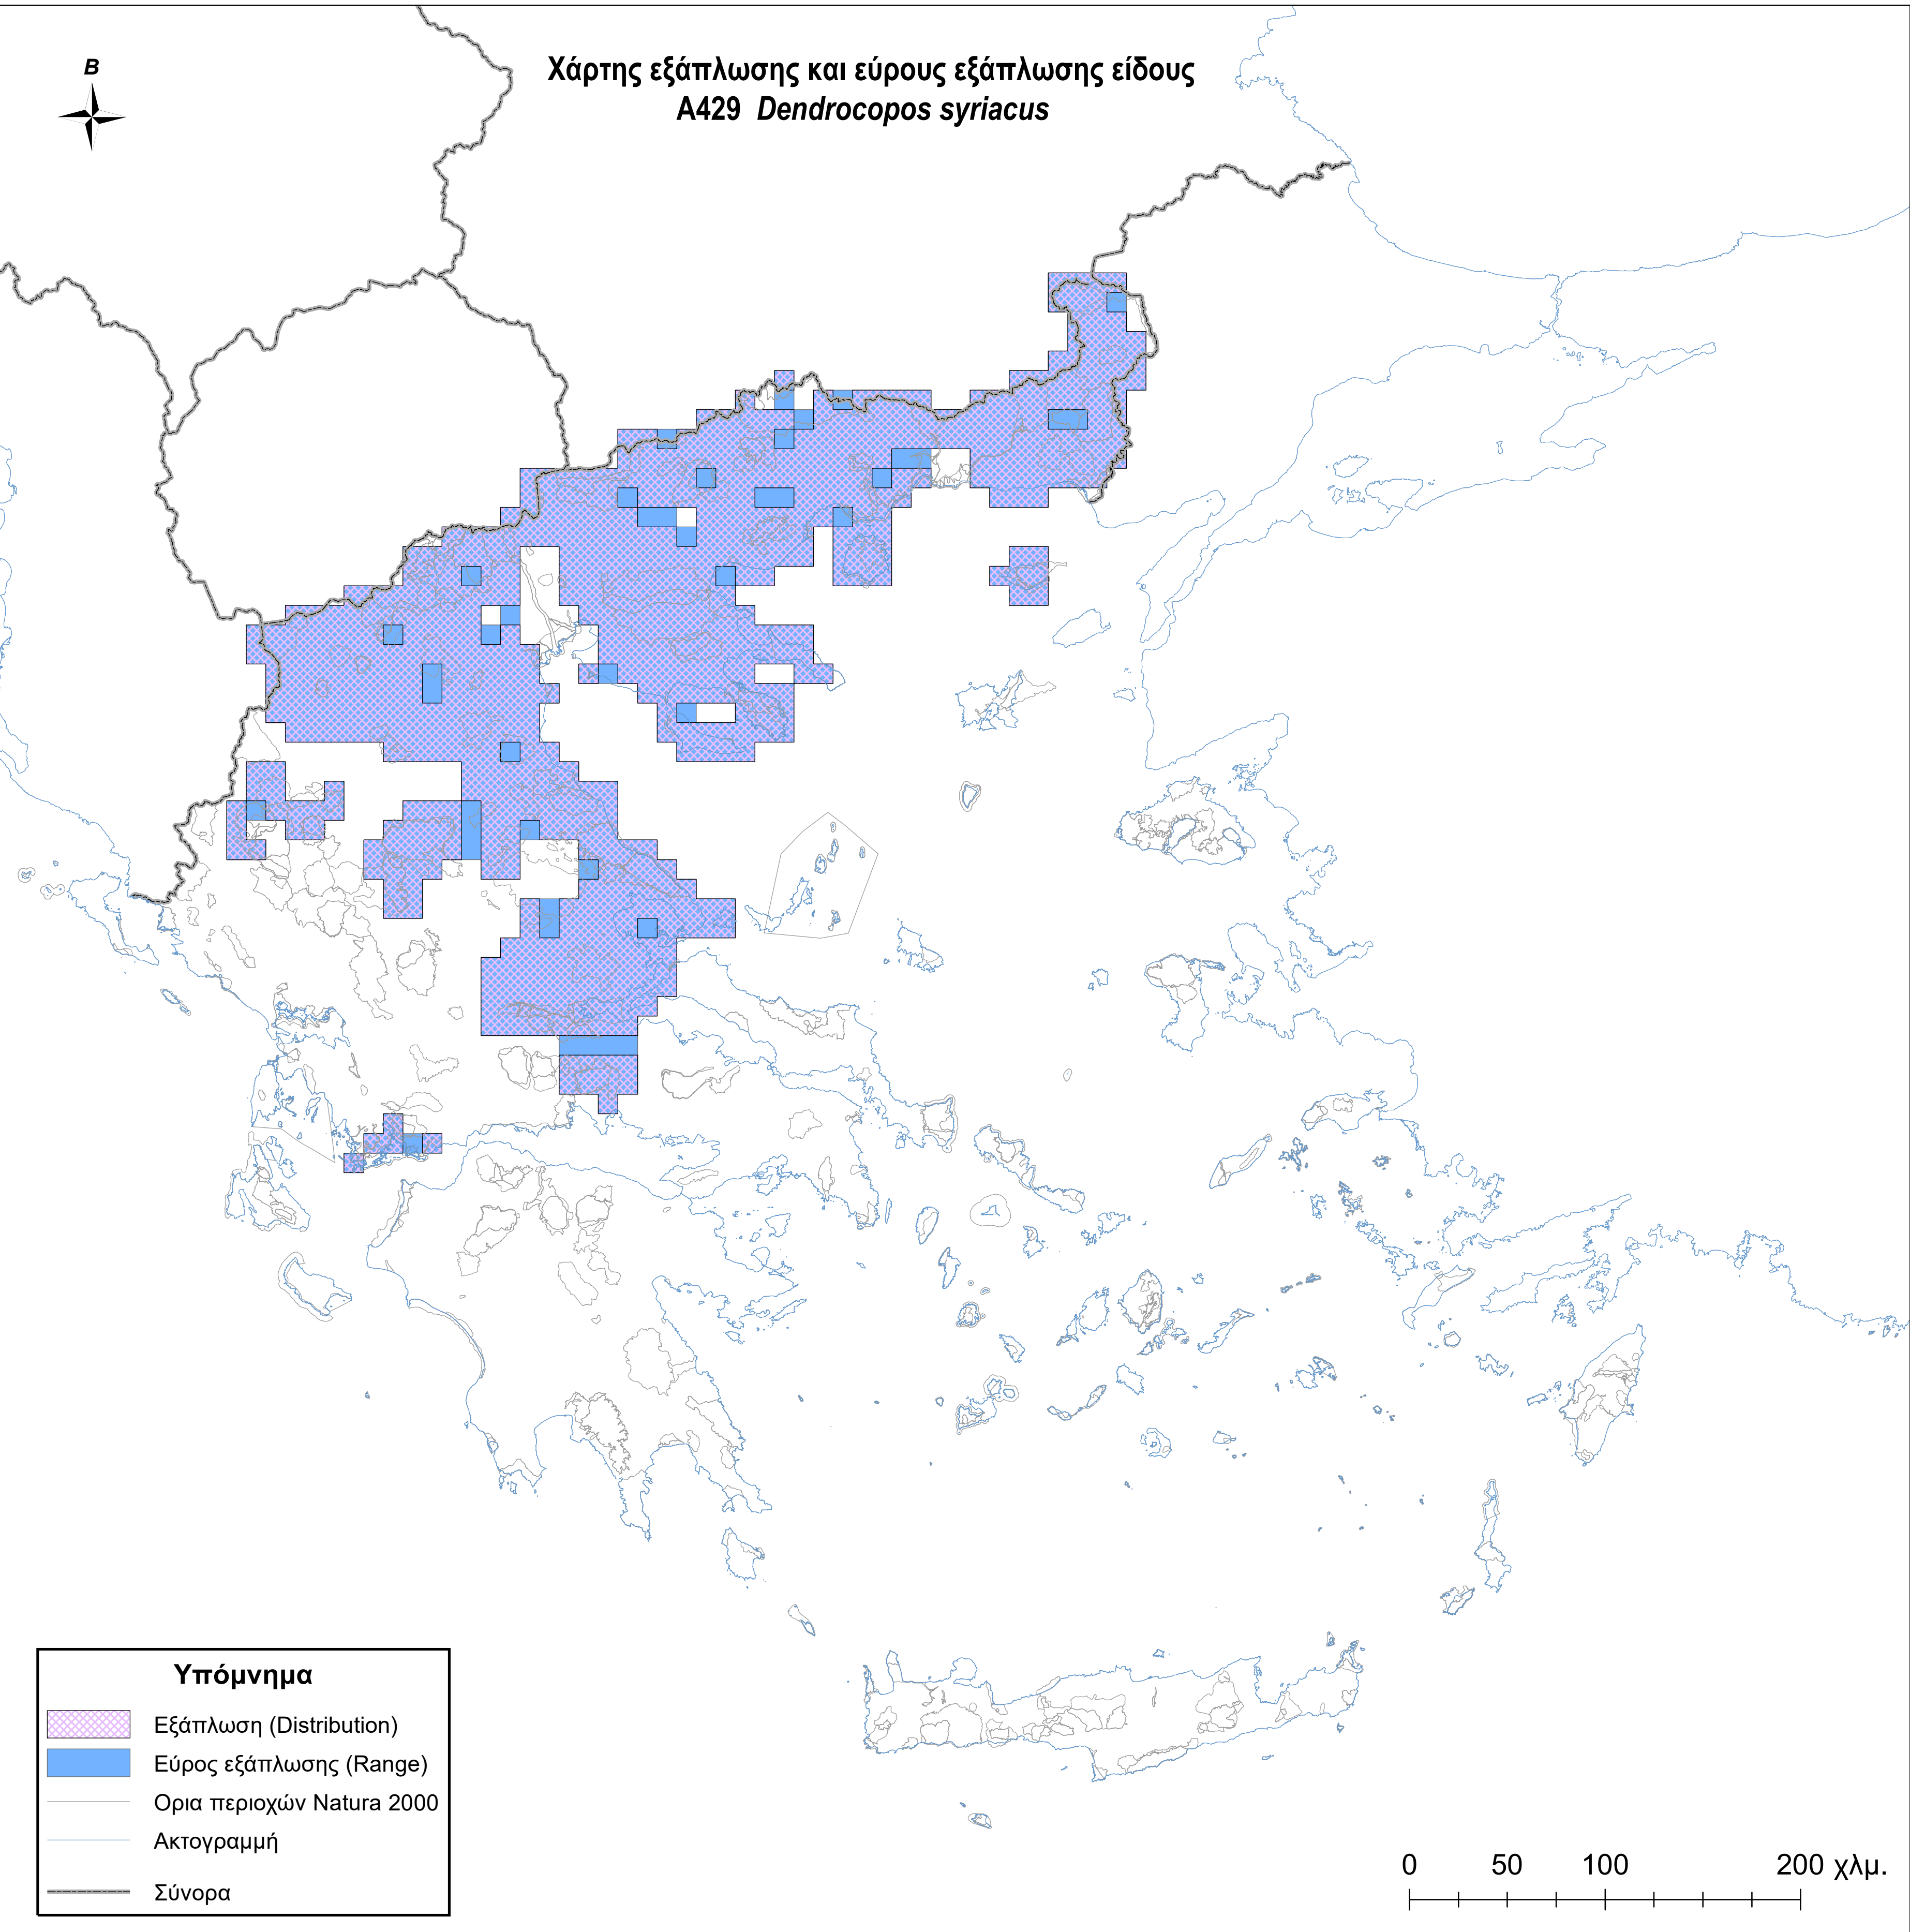 Χάρτης εξάπλωσης και εύρους εξάπλωσης είδους
A429 Dendrocopos syriacus
Β
Υπόμνημα
Εξάπλωση (Distribution)
Εύρος εξάπλωσης (Range)
Ορια περιοχών Natura 2000
Ακτογραμμή
Σύνορα
0 50 100 200 χλμ.